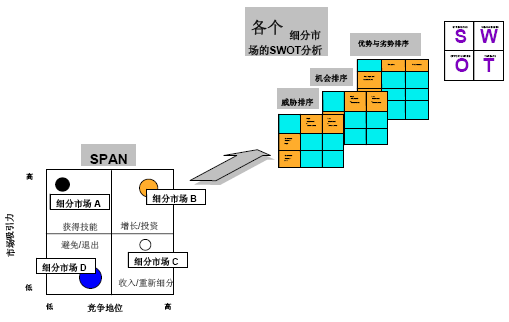 各个 细分市
场的SWOT分析
优势与劣势排序
机会排序
威胁排序
S W
O T
SPAN
高
细分市场 A
细分市场 B
获得技能
增长/投资
市场吸引力
避免/退出
细分市场 D
细分市场 C
收入/重新细分
低
低
竞争地位
高